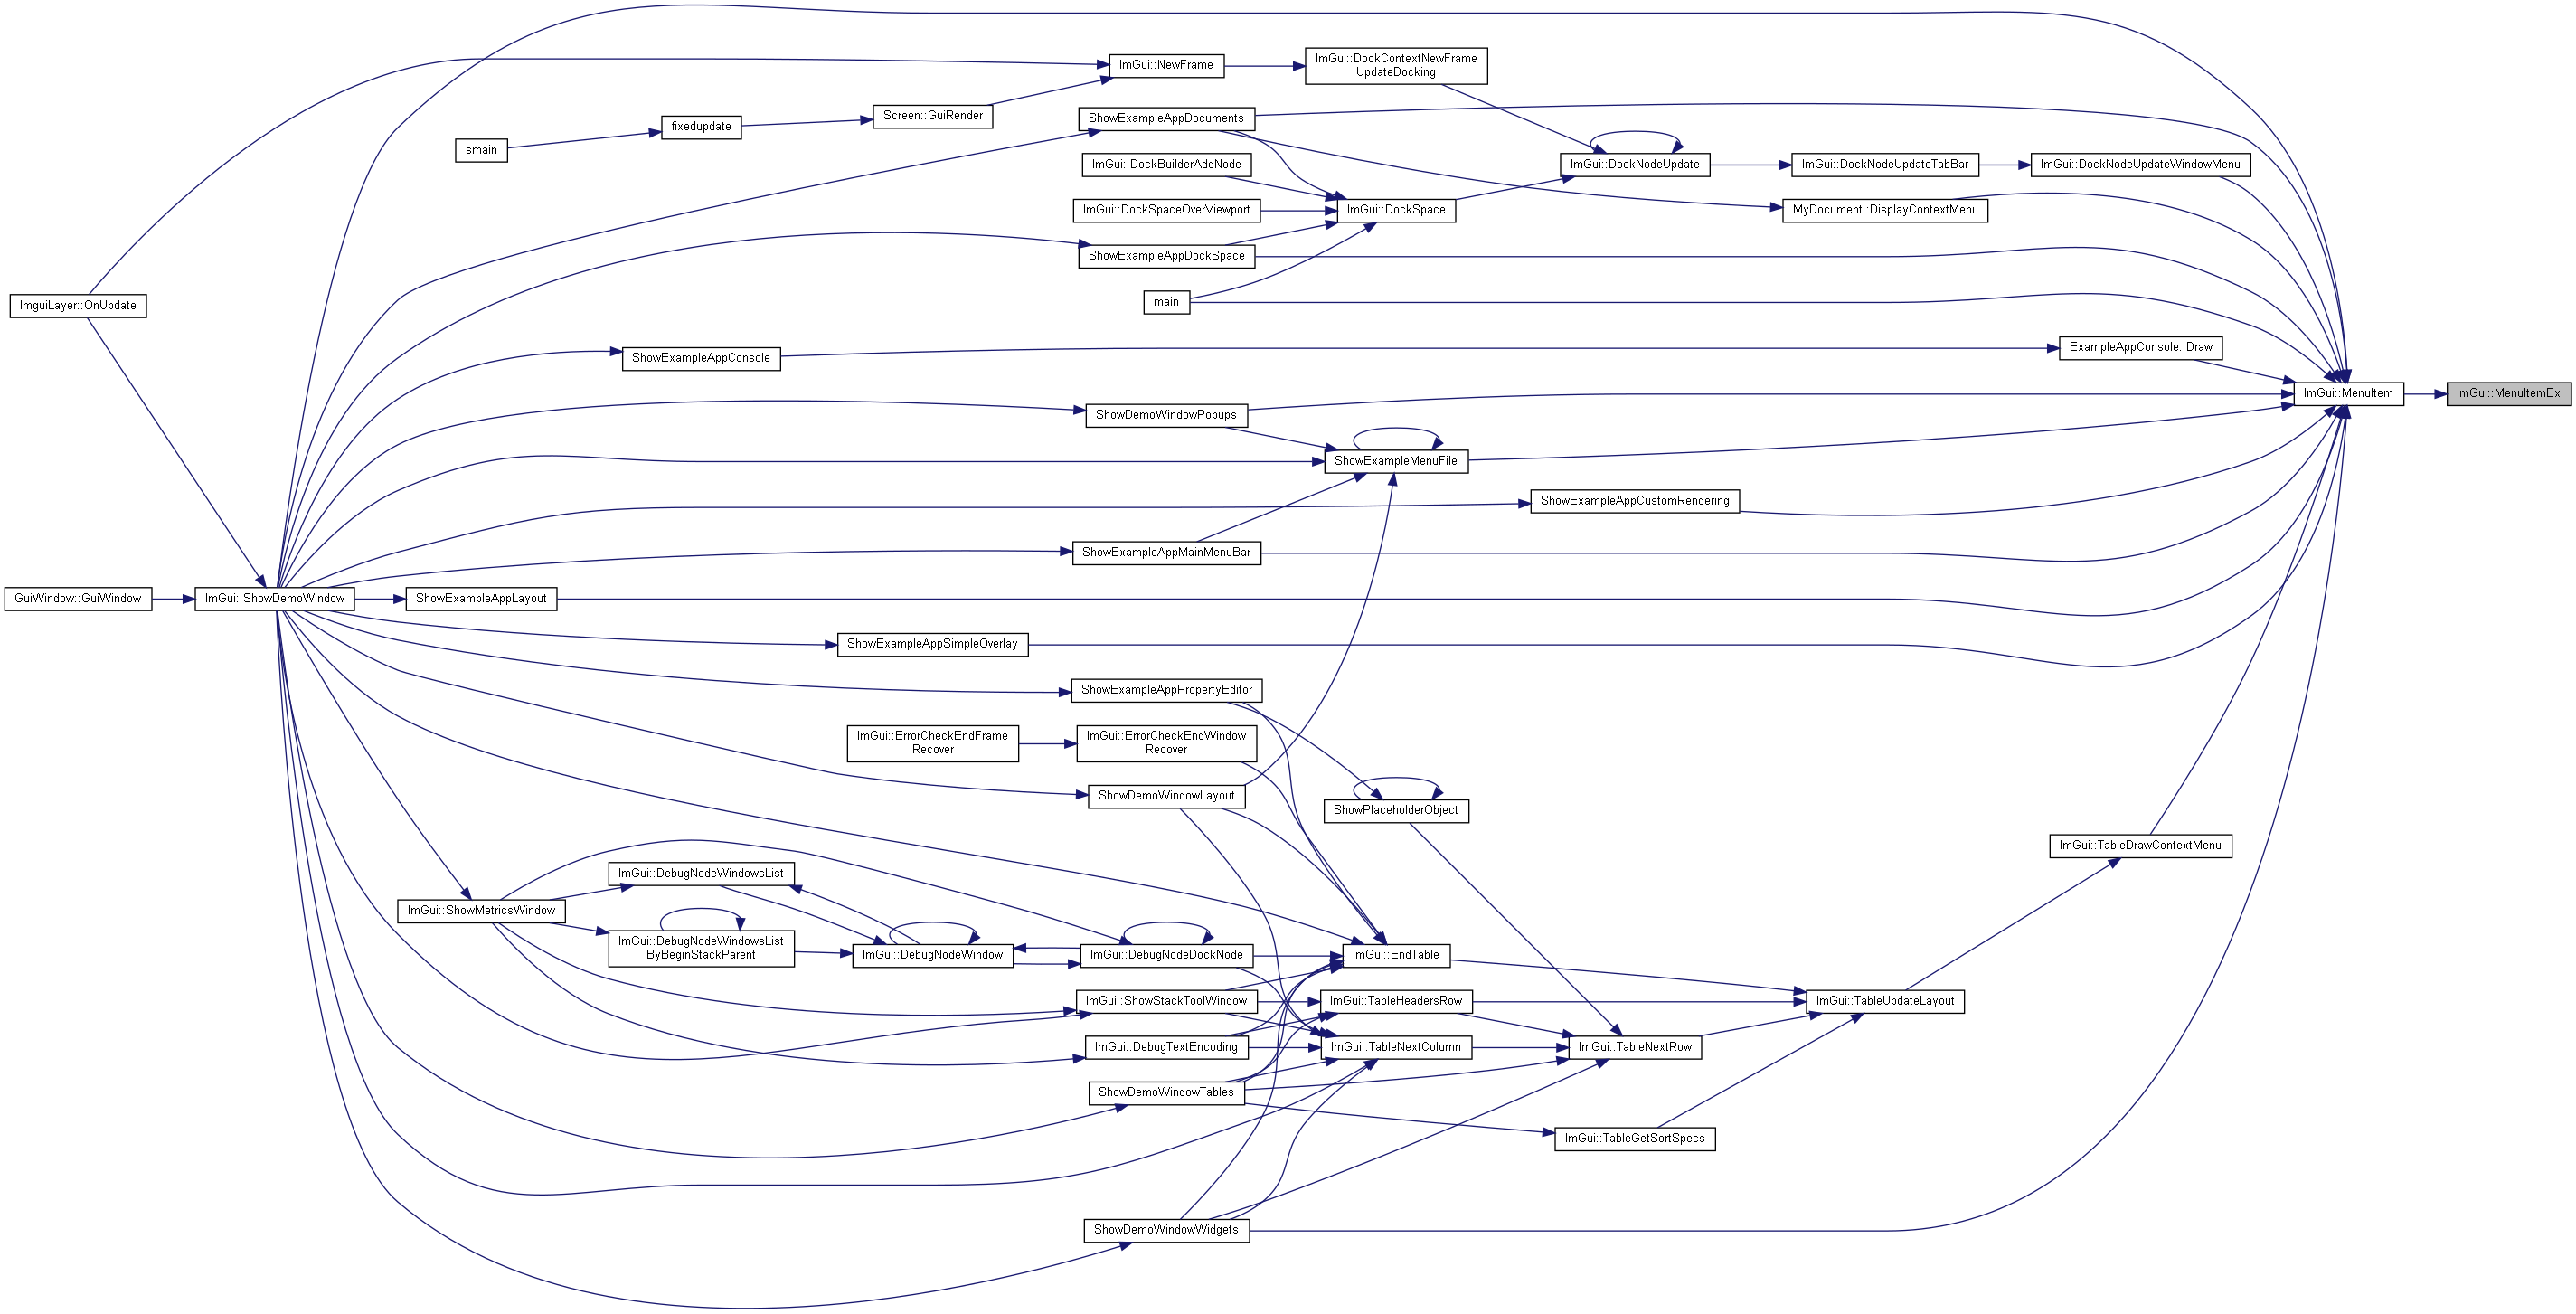 ImGui::NewFrame
ImGui::DockContextNewFrame
UpdateDocking
Screen::GuiRender
ShowExampleAppDocuments
fixedupdate
smain
ImGui::DockBuilderAddNode
ImGui::DockNodeUpdate
ImGui::DockNodeUpdateTabBar
ImGui::DockNodeUpdateWindowMenu
ImGui::DockSpaceOverViewport
ImGui::DockSpace
MyDocument::DisplayContextMenu
ShowExampleAppDockSpace
main
ImguiLayer::OnUpdate
ShowExampleAppConsole
ExampleAppConsole::Draw
ImGui::MenuItem
ImGui::MenuItemEx
ShowDemoWindowPopups
ShowExampleMenuFile
ShowExampleAppCustomRendering
ShowExampleAppMainMenuBar
GuiWindow::GuiWindow
ImGui::ShowDemoWindow
ShowExampleAppLayout
ShowExampleAppSimpleOverlay
ShowExampleAppPropertyEditor
ImGui::ErrorCheckEndFrame
Recover
ImGui::ErrorCheckEndWindow
Recover
ShowDemoWindowLayout
ShowPlaceholderObject
ImGui::TableDrawContextMenu
ImGui::DebugNodeWindowsList
ImGui::ShowMetricsWindow
ImGui::DebugNodeWindowsList
ByBeginStackParent
ImGui::DebugNodeWindow
ImGui::DebugNodeDockNode
ImGui::EndTable
ImGui::ShowStackToolWindow
ImGui::TableHeadersRow
ImGui::TableUpdateLayout
ImGui::DebugTextEncoding
ImGui::TableNextColumn
ImGui::TableNextRow
ShowDemoWindowTables
ImGui::TableGetSortSpecs
ShowDemoWindowWidgets